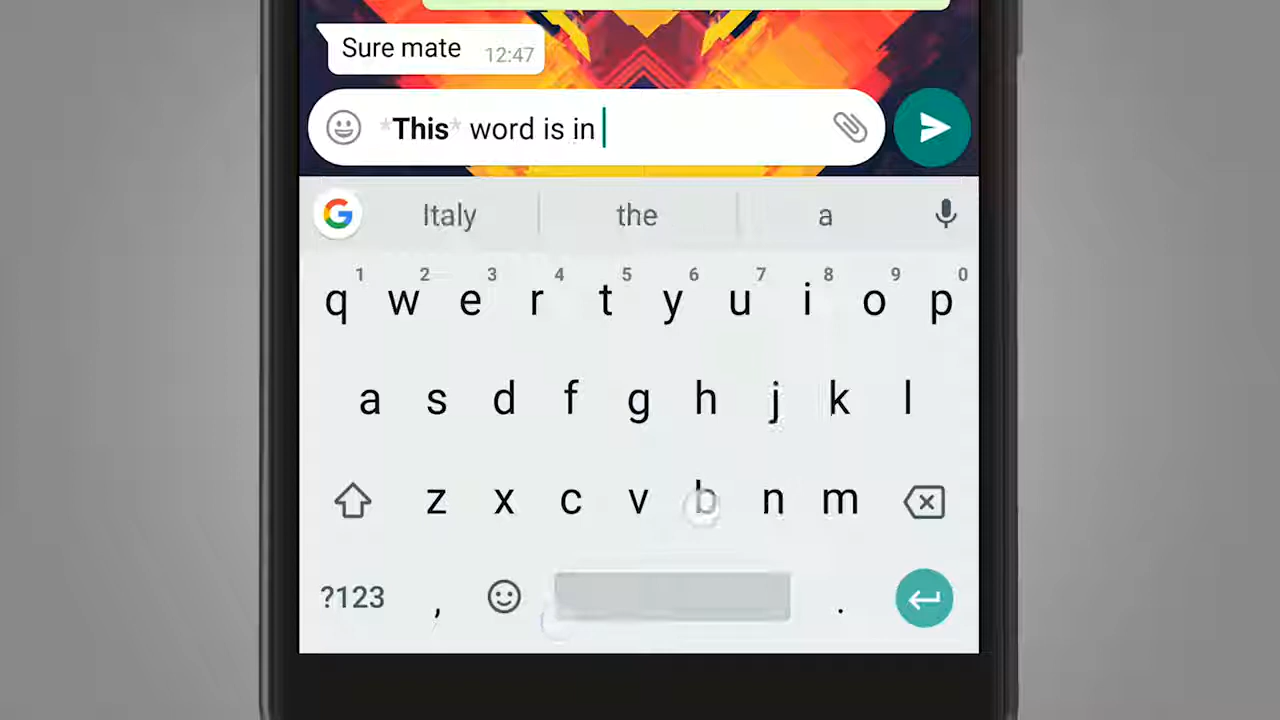 Sure mate 12:47
*This* word is in
Italy the a
1 2 3 4 5 6 7 8 9 0
q w e r t y u i o p
a s d f g h j k l
z x c v b n m
?123 , .